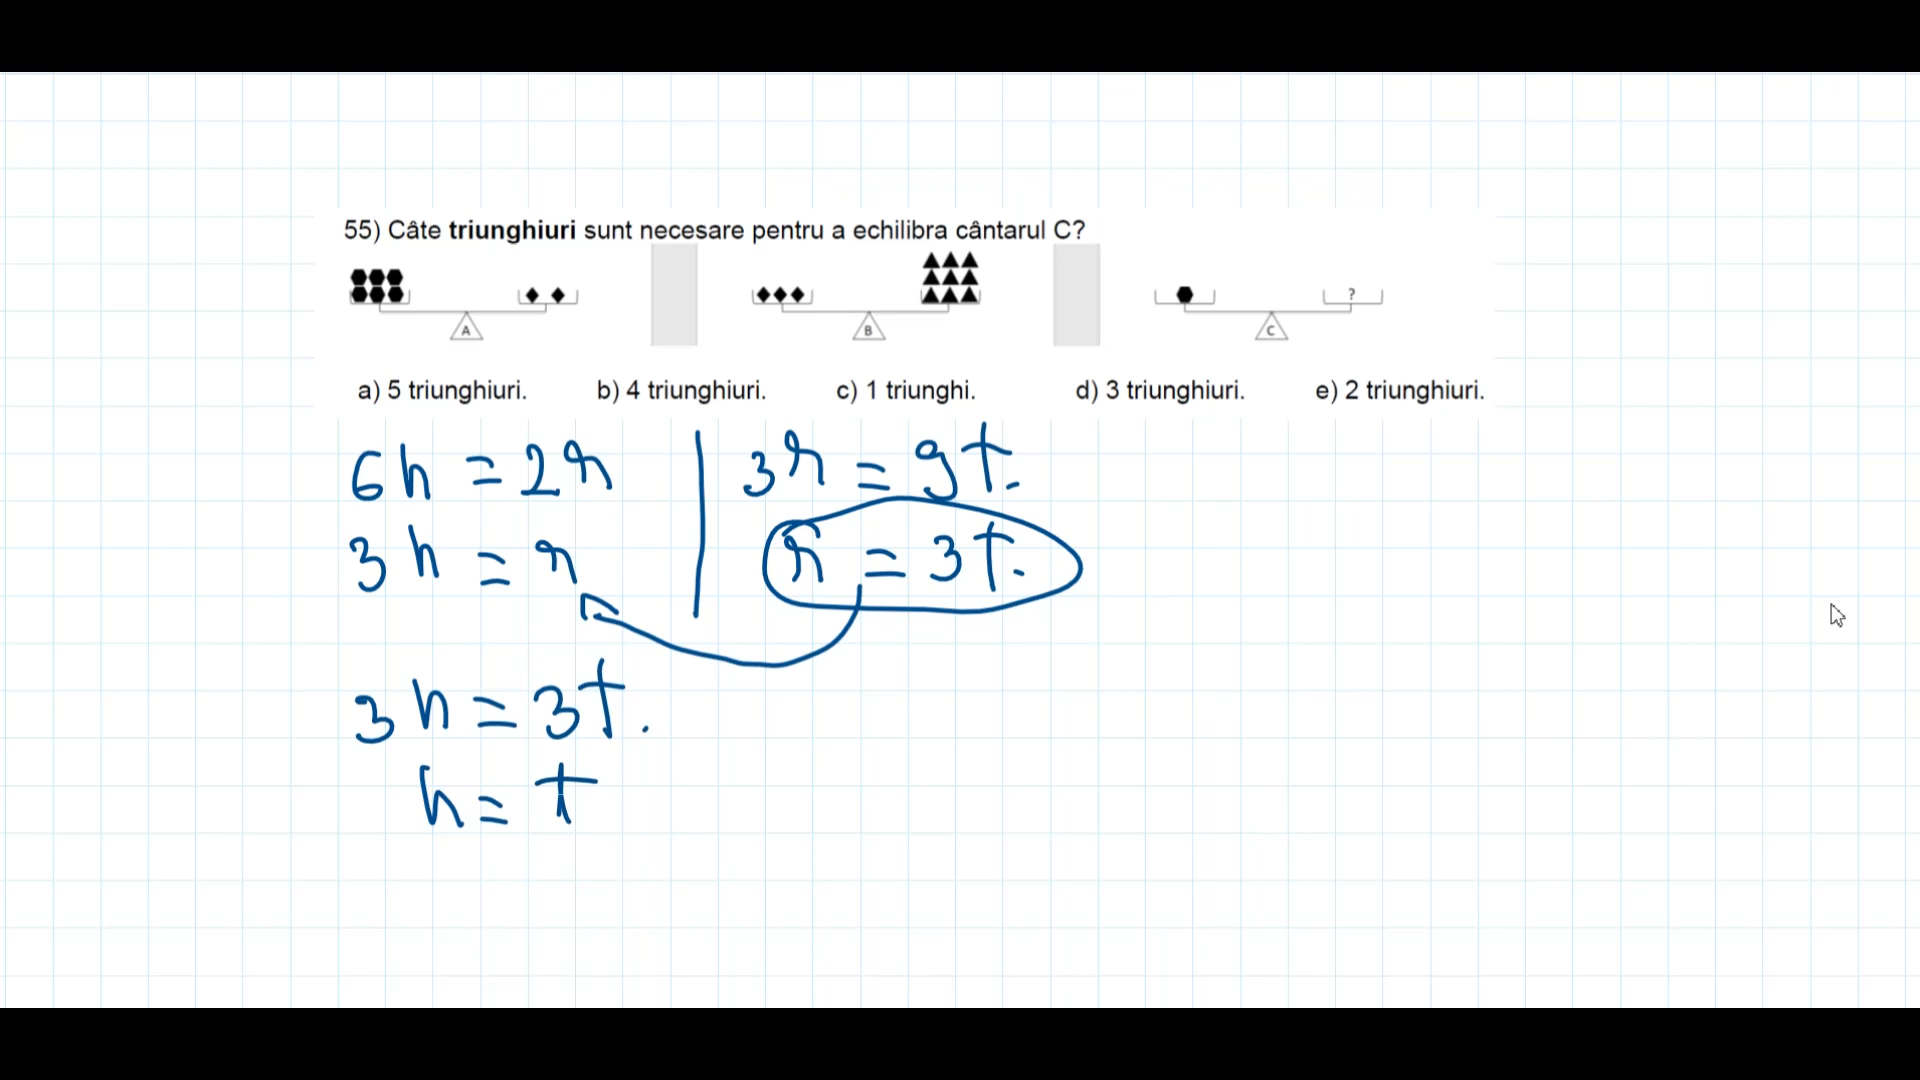 55) Câte triunghiuri sunt necesare pentru a echilibra cântarul C?
?
A B C
a) 5 triunghiuri. b) 4 triunghiuri. c) 1 triunghi. d) 3 triunghiuri. e) 2 triunghiuri.
6h = 2r
3r = 9t.
3h = r
r = 3t.
3h = 3t.
h = t